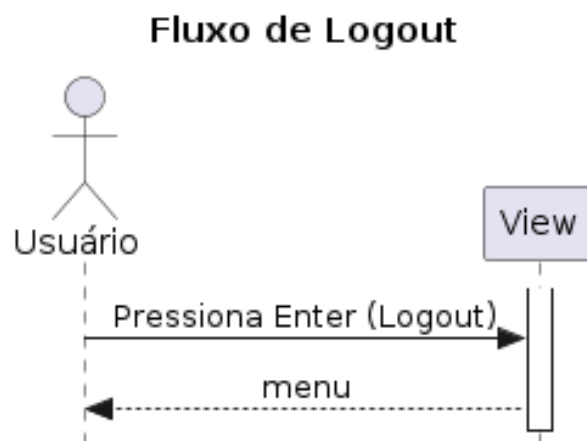 Fluxo de Logout
Usuário
View
Pressiona Enter (Logout)
menu